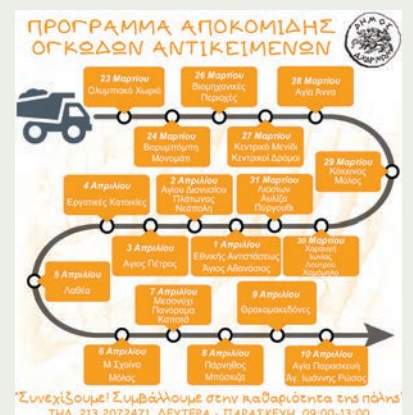 ΠΡΟΓΡΑΜΜΑ ΑΠΟΚΟΜΙΔΗΣ
ΟΓΚΩΔΩΝ ΑΝΤΙΚΕΙΜΕΝΩΝ
ΔΗΜΟΣ
ΑΧΑΡΝΩΝ
23 Μαρτίου
Ολυμπιακό Χωριό
24 Μαρτίου
Βαρυμπόμπη
Μονομάτι
26 Μαρτίου
Βιομηχανικές
Περιοχές
27 Μαρτίου
Κεντρικό Μενίδι
Κεντρικοί Δρόμοι
28 Μαρτίου
Αγία Άννα
29 Μαρτίου
Κόκκινος
Μύλος
30 Μαρτίου
Χαραυγή
Ιωνίας
Λουτρού
Χαμόμηλο
31 Μαρτίου
Λιοσίων
Αυλίζα
Πύργουθι
1 Απριλίου
Εθνικής Αντιστάσεως
Άγιος Αθανάσιος
2 Απριλίου
Αγίου Διονυσίου
Πλάτωνας
Νεάπολη
3 Απριλίου
Άγιος Πέτρος
4 Απριλίου
Εργατικές Κατοικίες
5 Απριλίου
Λαθέα
6 Απριλίου
Μ.Σχοίνο
Μόλας
7 Απριλίου
Μεσονύχι
Πανόραμα
Καποτά
8 Απριλίου
Πάρνηθος
Μπόσκιζα
9 Απριλίου
Θρακομακεδόνες
10 Απριλίου
Αγία Παρασκευή
Αγ. Ιωάννης Ρώσος
"Συνεχίζουμε! Συμβάλλουμε στην καθαριότητα της πόλης"
ΤΗΛ. 213 2072471, ΔΕΥΤΕΡΑ - ΠΑΡΑΣΚΕΥΗ, 09:00-13:00